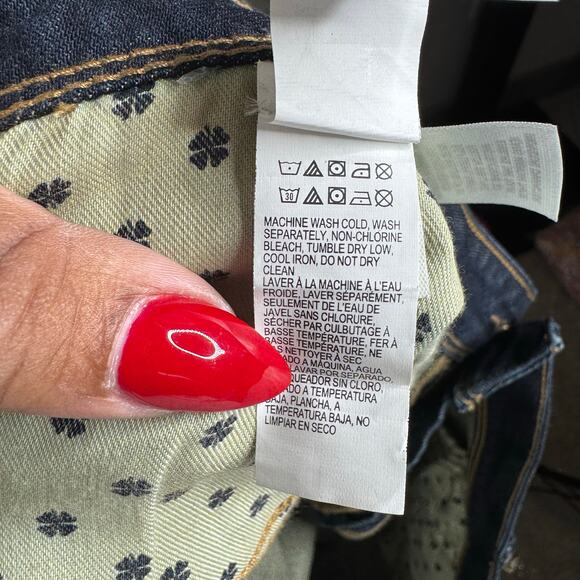 30
MACHINE WASH COLD, WASH
SEPARATELY, NON-CHLORINE
BLEACH, TUMBLE DRY LOW,
COOL IRON, DO NOT DRY
CLEAN
LAVER À LA MACHINE À L'EAU
FROIDE, LAVER SÉPARÉMENT,
SEULEMENT DE L'EAU DE
JAVEL SANS CHLORURE,
SÉCHER PAR CULBUTAGE À
BASSE TEMPÉRATURE, FER À
BASSE TEMPÉRATURE, NE
PAS NETTOYER À SEC
A MÁQUINA, AGUA
LAVAR POR SEPARADO,
SIN CLORO,
A TEMPERATURA
BAJA, PLANCHA, A
TEMPERATURA BAJA, NO
LIMPIAR EN SECO